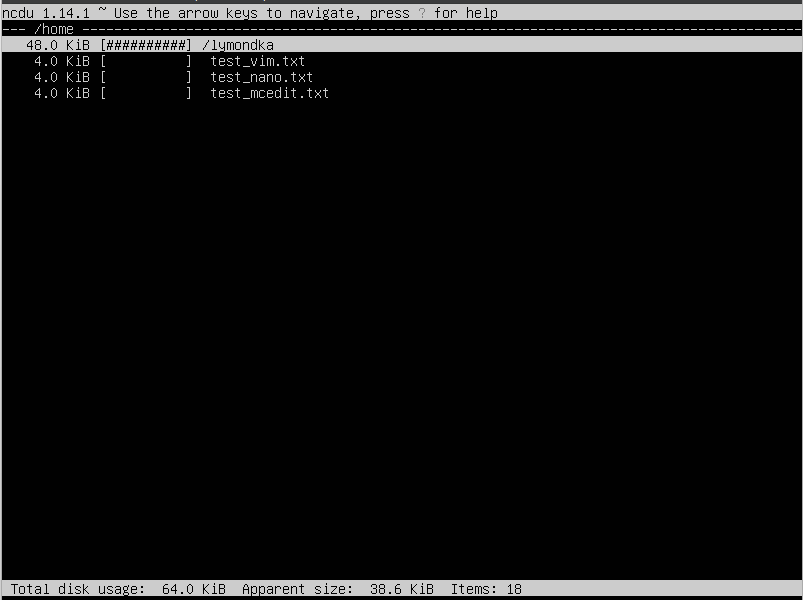 ncdu 1.14.1 ~ Use the arrow keys to navigate, press ? for help
--- /home ----------------------------------------------------------------------------------------
   48.0 KiB [##########] /lymondka
    4.0 KiB [          ]  test_vim.txt
    4.0 KiB [          ]  test_nano.txt
    4.0 KiB [          ]  test_mcedit.txt
 Total disk usage:  64.0 KiB  Apparent size:  38.6 KiB  Items: 18